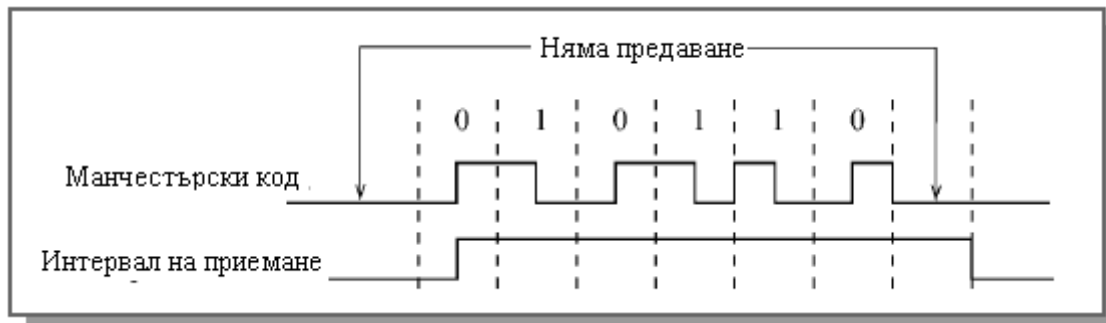 Няма предаване
0 1 0 1 1 0
Манчестърски код
Интервал на приемане